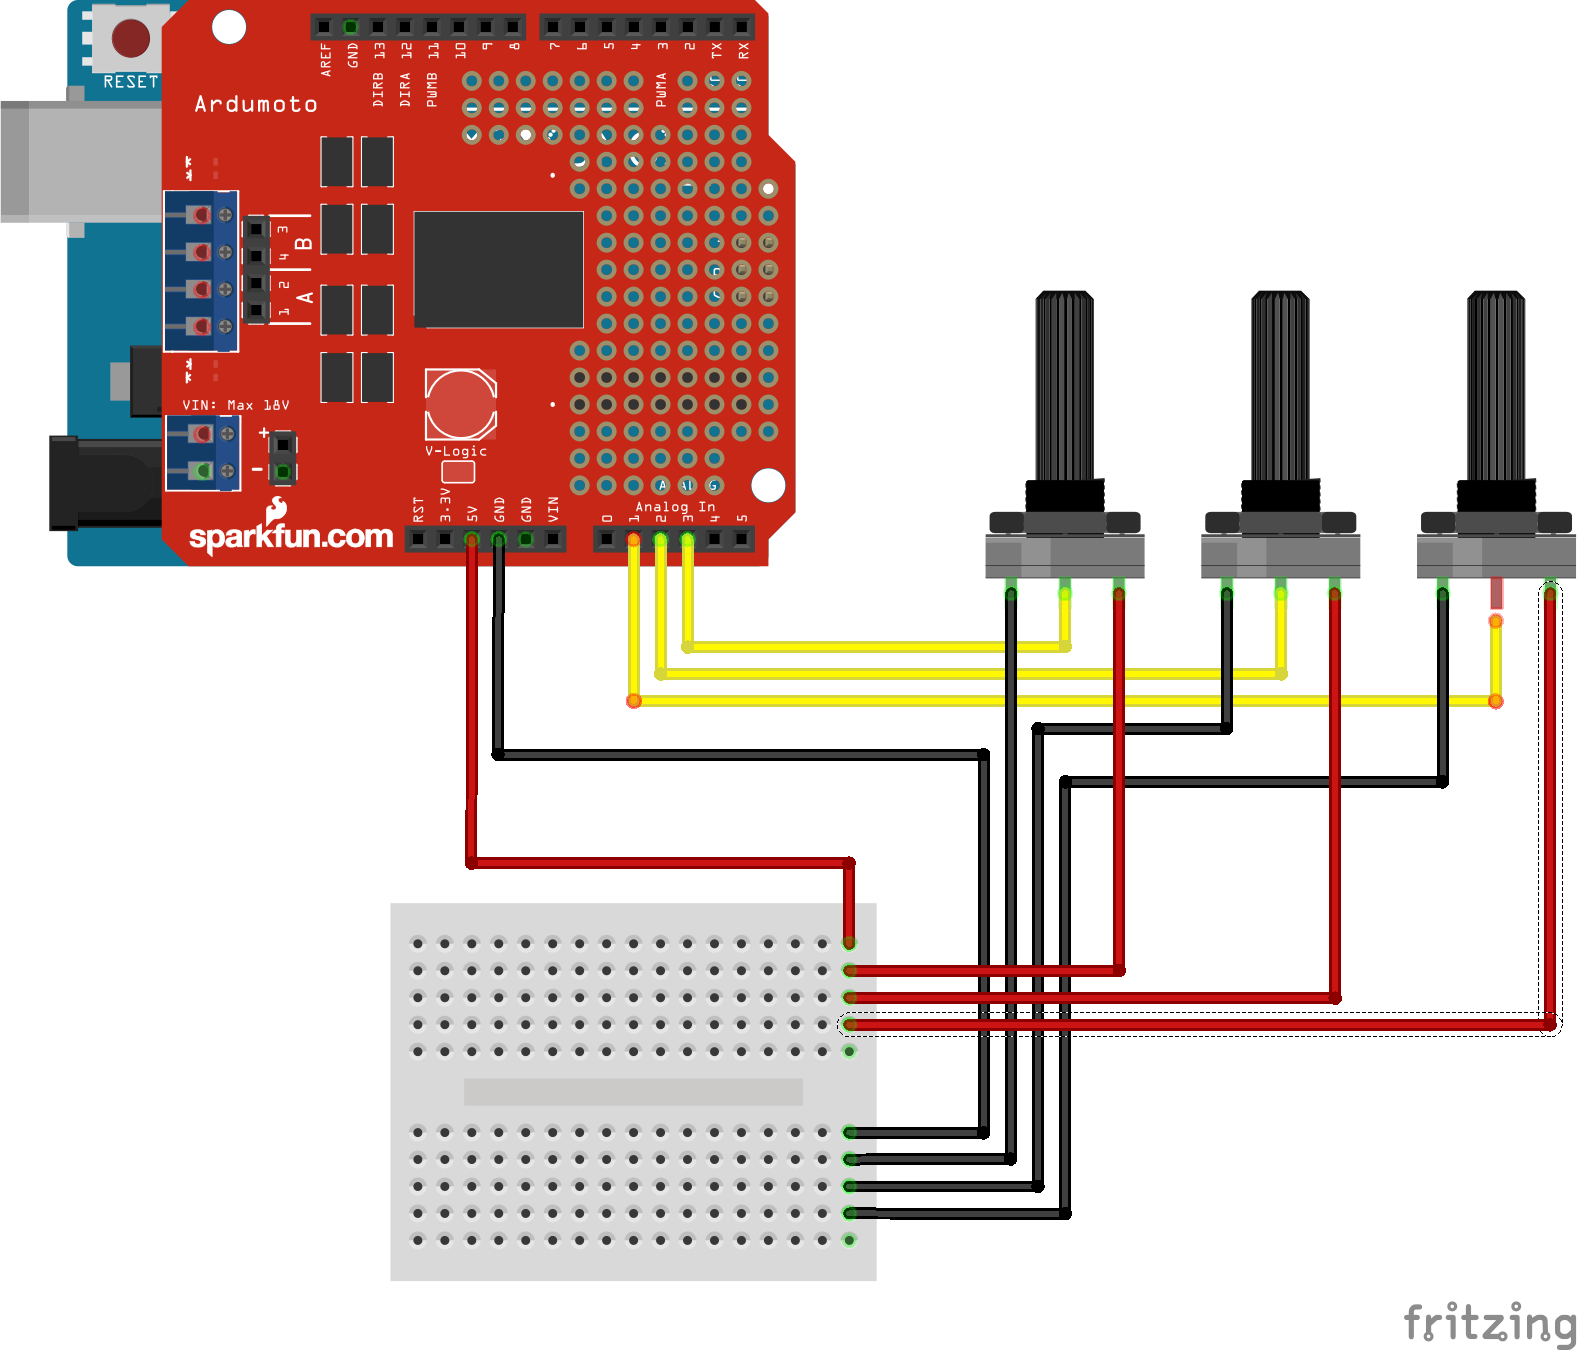 RESET
Ardumoto
AREF
GND
DIRB 13
DIRA 12
PWMB 11
10
9
8
7
6
5
4
PWMA 3
2
TX
RX
3
4
B
2
1
A
VIN: Max 18V
+
-
V-Logic
sparkfun.com
RST
3.3V
5V
GND
GND
VIN
Analog In
0
1
2
3
4
5
fritzing